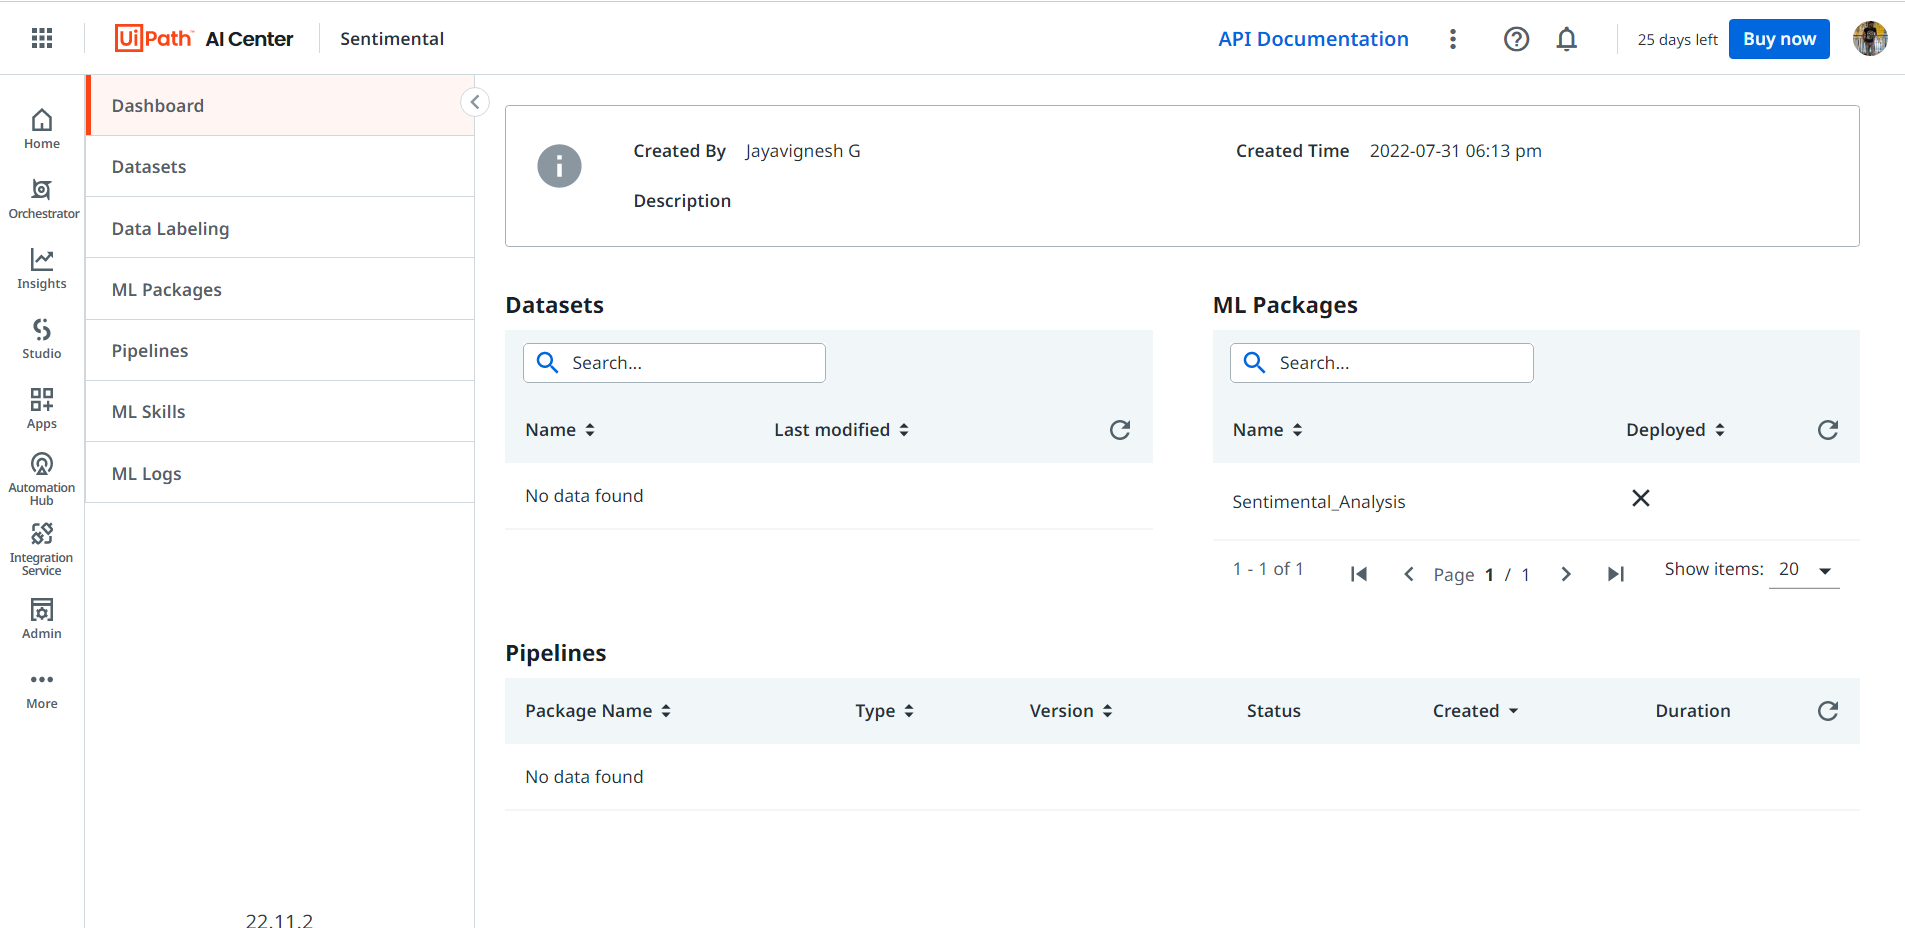 UiPath AI Center Sentimental API Documentation 25 days left Buy now
Home
Orchestrator
Insights
Studio
Apps
Automation
Hub
Integration
Service
Admin
More
Dashboard
Datasets
Data Labeling
ML Packages
Pipelines
ML Skills
ML Logs
22.11.2
Created By Jayavignesh G Created Time 2022-07-31 06:13 pm
Description
Datasets
Search...
Name Last modified
No data found
ML Packages
Search...
Name Deployed
Sentimental_Analysis
1 - 1 of 1 Page 1 / 1 Show items: 20
Pipelines
Package Name Type Version Status Created Duration
No data found